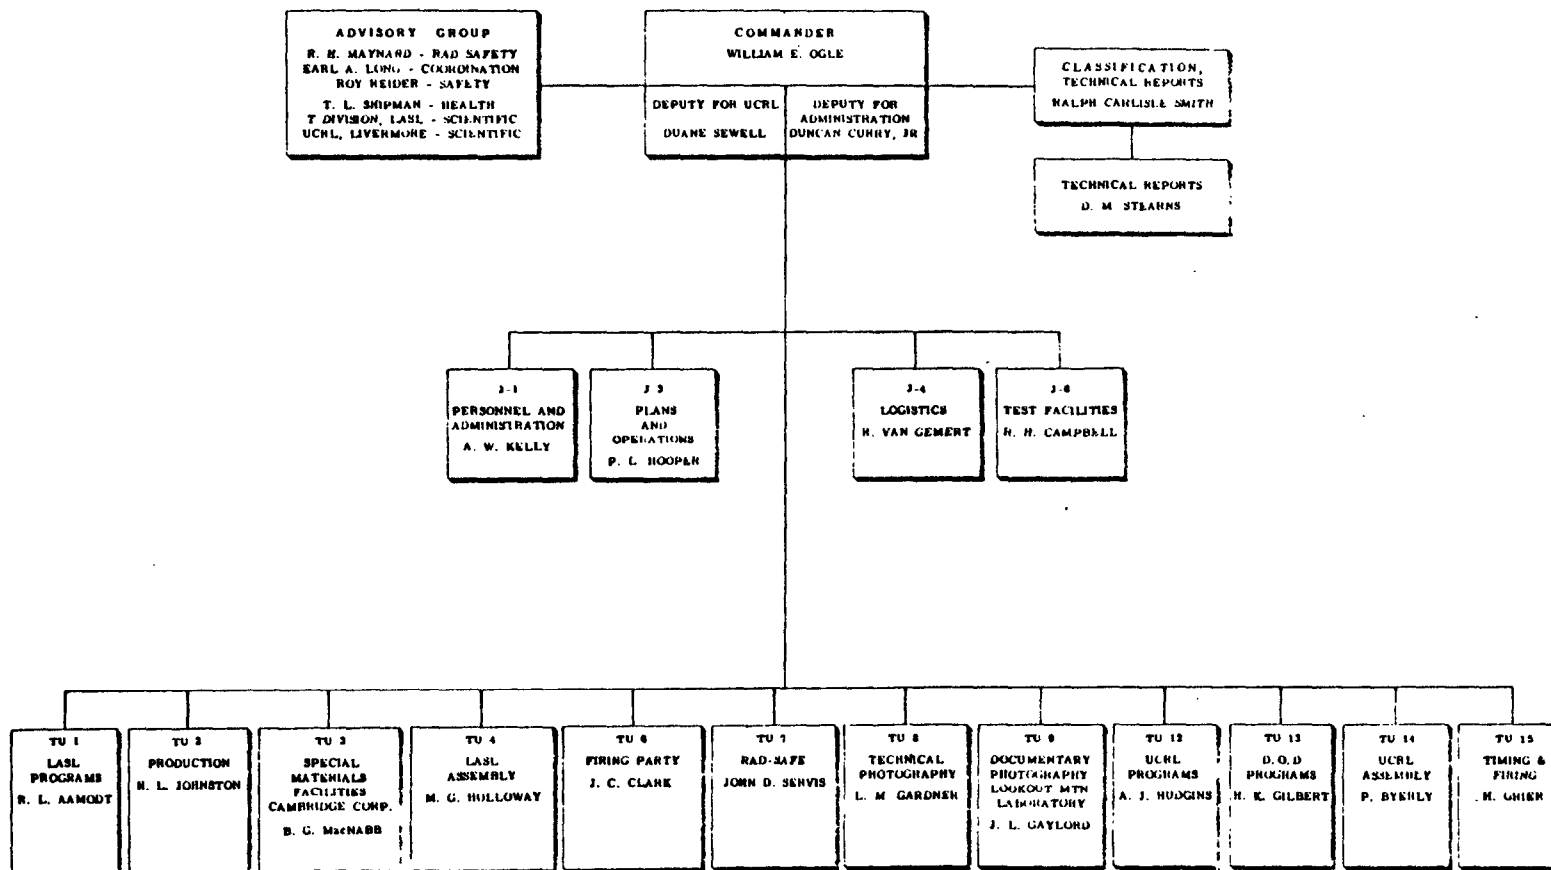 ADVISORY GROUP
R. H. MAYNARD - RAD SAFETY
EARL A. LONG - COORDINATION
ROY REIDER - SAFETY
T. L. SHIPMAN - HEALTH
T DIVISION, LASL - SCIENTIFIC
UCRL, LIVERMORE - SCIENTIFIC
COMMANDER
WILLIAM E. OGLE
DEPUTY FOR UCRL
DUANE SEWELL
DEPUTY FOR
ADMINISTRATION
DUNCAN CURRY, JR
CLASSIFICATION,
TECHNICAL REPORTS
RALPH CARLISLE SMITH
TECHNICAL REPORTS
D. M. STEARNS
J-1
PERSONNEL AND
ADMINISTRATION
A. W. KELLY
J-3
PLANS
AND
OPERATIONS
P. L. HOOPER
J-4
LOGISTICS
H. VAN GEMERT
J-6
TEST FACILITIES
R. H. CAMPBELL
TU 1
LASL
PROGRAMS
R. L. AAMODT
TU 2
PRODUCTION
H. L. JOHNSTON
TU 3
SPECIAL
MATERIALS
FACILITIES
CAMBRIDGE CORP.
B. G. MacNABB
TU 4
LASL
ASSEMBLY
M. G. HOLLOWAY
TU 6
FIRING PARTY
J. C. CLARK
TU 7
RAD-SAFE
JOHN D. SERVIS
TU 8
TECHNICAL
PHOTOGRAPHY
L. M. GARDNER
TU 9
DOCUMENTARY
PHOTOGRAPHY
LOOKOUT MTN
LABORATORY
J. L. GAYLORD
TU 12
UCRL
PROGRAMS
A. J. HUDGINS
TU 13
D.O.D
PROGRAMS
H. K. GILBERT
TU 14
UCRL
ASSEMBLY
P. BYERLY
TU 15
TIMING &
FIRING
H. GRIER